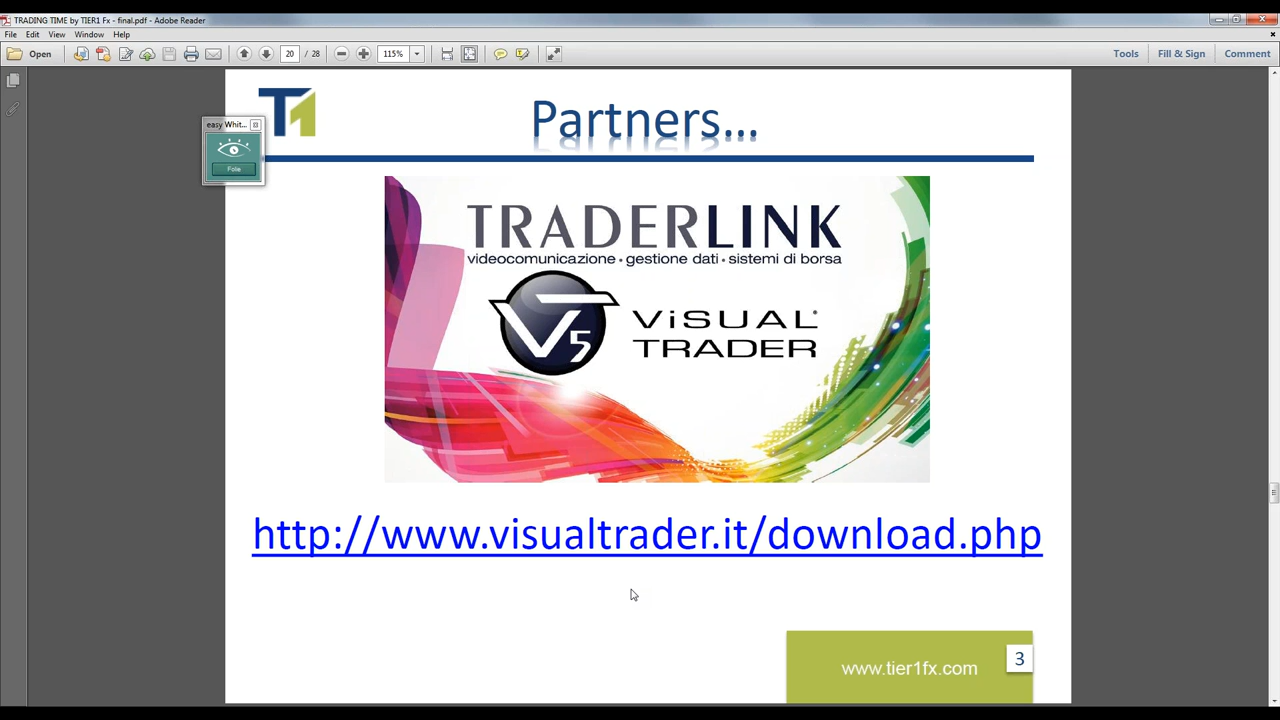 TRADING TIME by TIER1 Fx - final.pdf - Adobe Reader
File Edit View Window Help
Open 20 / 28 115% Tools Fill & Sign Comment
T1
Partners...
easy Whit...
Folie
TRADERLINK
videocomunicazione • gestione dati • sistemi di borsa
V5
ViSUAL®
TRADER
http://www.visualtrader.it/download.php
www.tier1fx.com
3